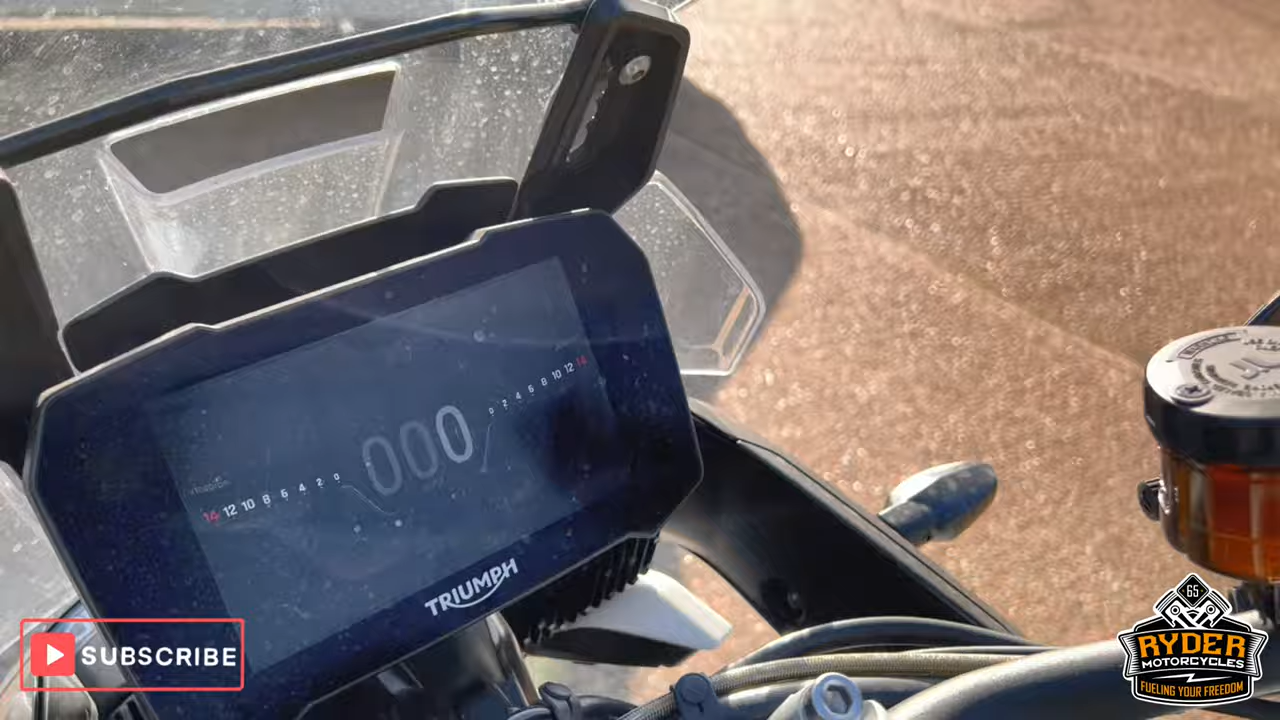 000
0 2 4 6 8 10 12 14
14 12 10 8 6 4 2 0
TRIUMPH
SUBSCRIBE
65
RYDER
MOTORCYCLES
FUELING YOUR FREEDOM